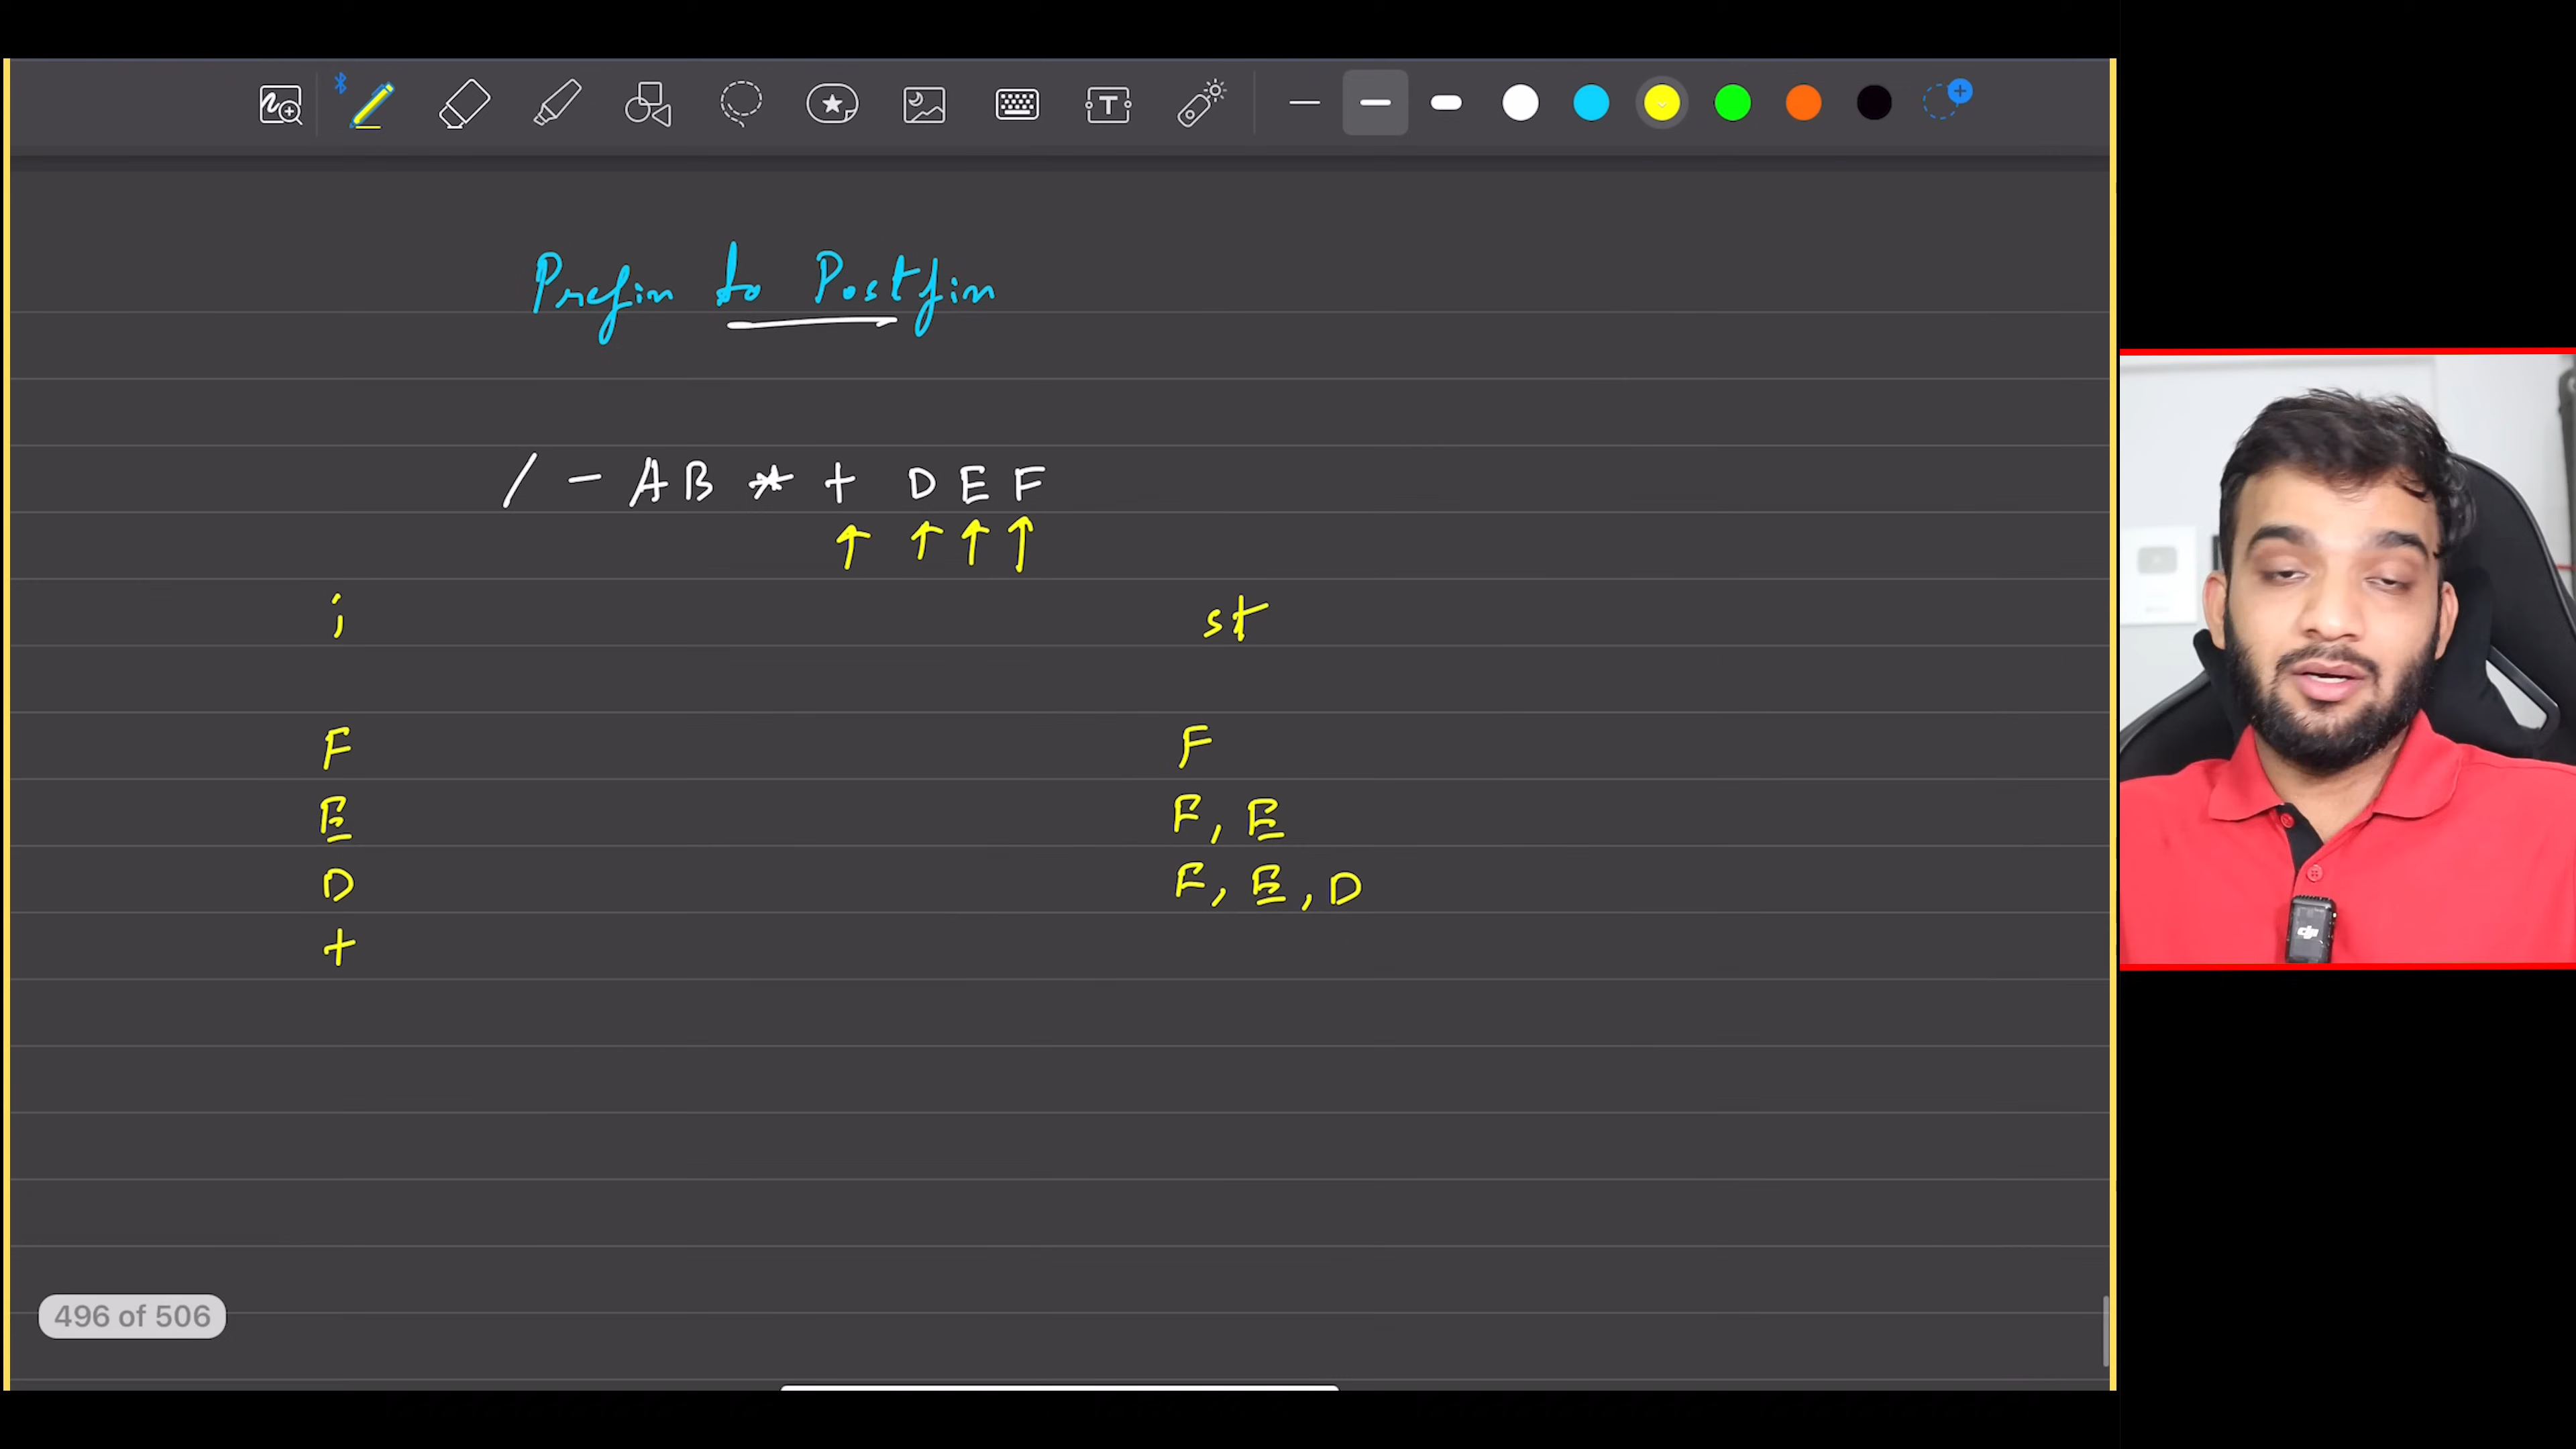 Prefix to Postfix
/ - A B * + D E F
i st
F F
E F, E
D F, E, D
+
496 of 506